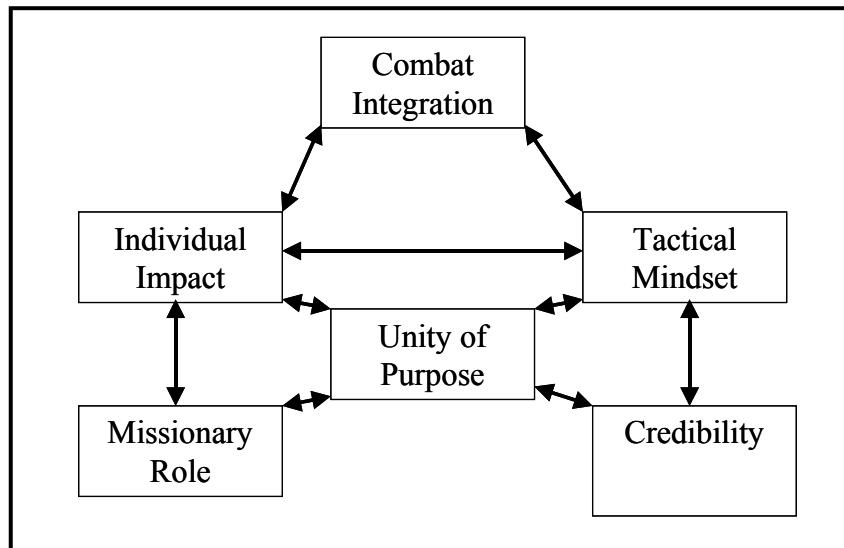 Combat
Integration
Individual
Impact
Tactical
Mindset
Unity of
Purpose
Missionary
Role
Credibility